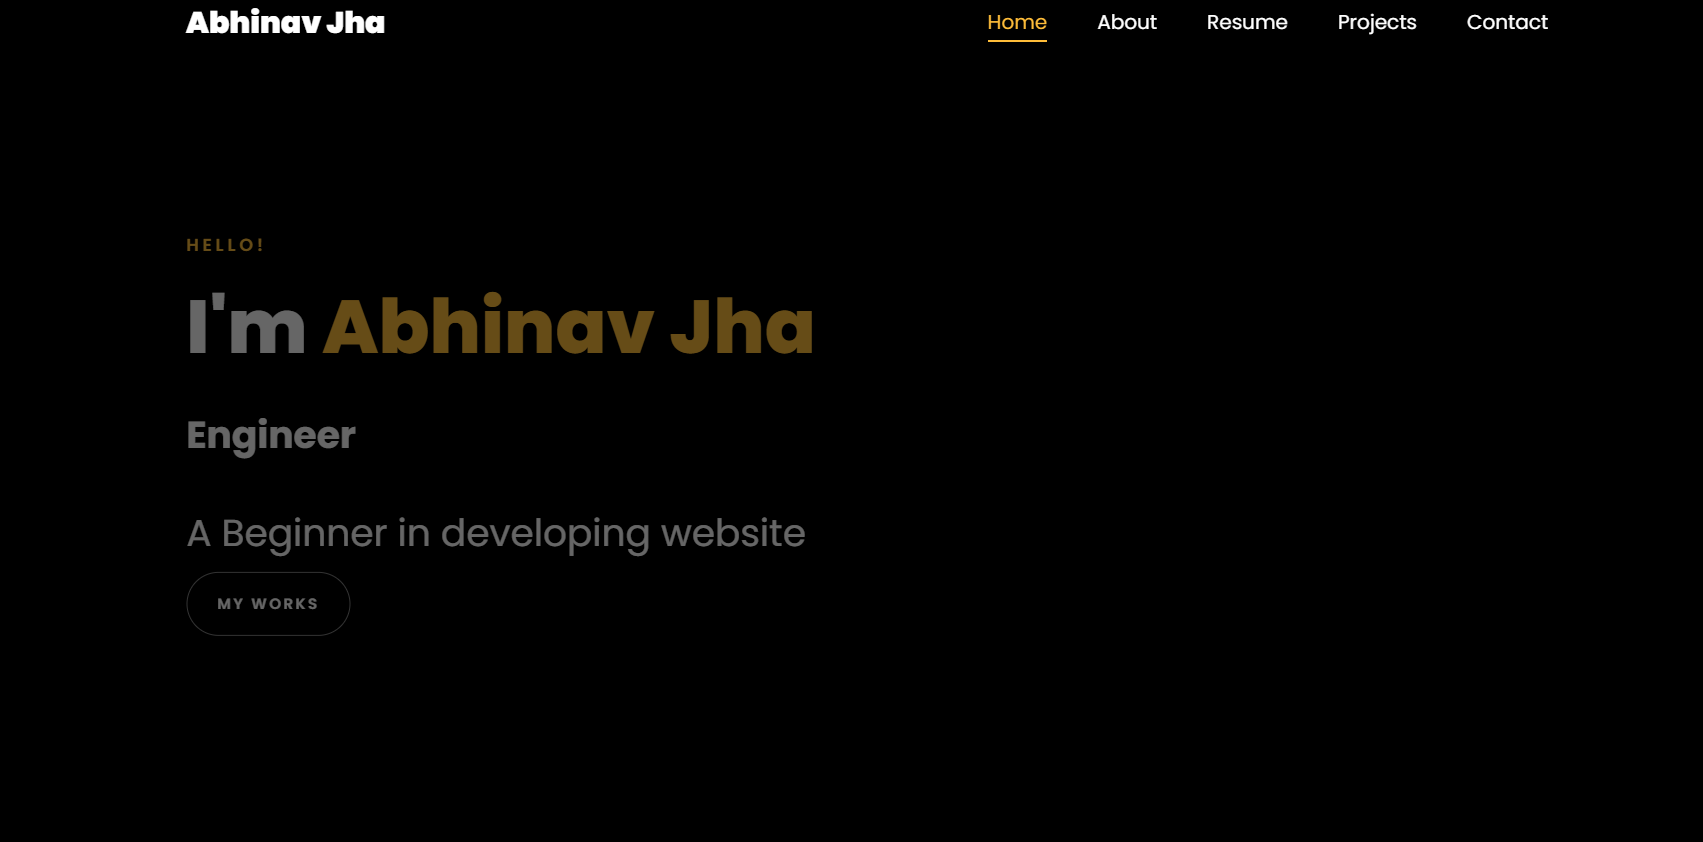 Abhinav Jha Home About Resume Projects Contact
HELLO!
I'm Abhinav Jha
Engineer
A Beginner in developing website
MY WORKS